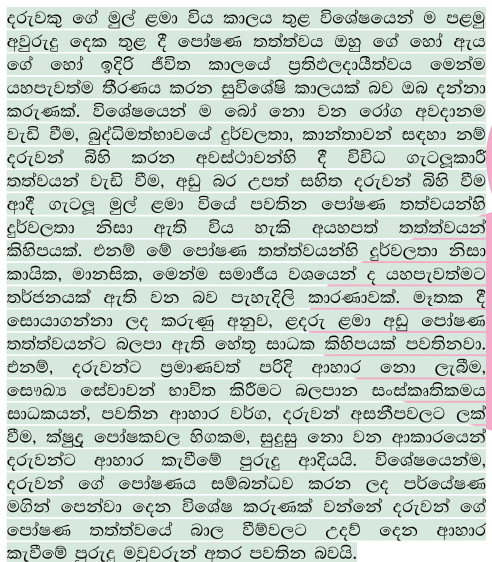 දරුවකු ගේ මුල් ළමා විය කාලය තුළ විශේෂයෙන් ම පළමු
අවුරුදු දෙක තුළ දී පෝෂණ තත්ත්වය ඔහු ගේ හෝ ඇය
ගේ හෝ ඉදිරි ජීවිත කාලයේ ප්‍රතිඵලදායීත්වය මෙන්ම
යහපැවත්ම තීරණය කරන සුවිශේෂි කාලයක් බව ඔබ දන්නා
කරුණක්. විශේෂයෙන් ම බෝ නො වන රෝග අවදානම
වැඩි වීම, බුද්ධිමත්භාවයේ දුර්වලතා, කාන්තාවන් සඳහා නම්
දරුවන් බිහි කරන අවස්ථාවන්හි දී විවිධ ගැටලූකාරී
තත්වයන් වැඩි වීම, අඩු බර උපත් සහිත දරුවන් බිහි වීම
ආදී ගැටලූ මුල් ළමා වියේ පවතින පෝෂණ තත්වයන්හි
දුර්වලතා නිසා ඇති විය හැකි අයහපත් තත්ත්වයන්
කිහිපයක්. එනම් මේ පෝෂණ තත්ත්වයන්හි දුර්වලතා නිසා
කායික, මානසික, මෙන්ම සමාජීය වශයෙන් ද යහපැවත්මට
තර්ජනයක් ඇති වන බව පැහැදිලි කාරණාවක්. මෑතක දී
සොයාගන්නා ලද කරුණු අනුව, ළදරු ළමා අඩු පෝෂණ
තත්ත්වයන්ට බලපා ඇති හේතු සාධක කිහිපයක් පවතිනවා.
එනම්, දරුවන්ට ප්‍රමාණවත් පරිදි ආහාර නො ලැබීම,
සෞඛ්‍ය සේවාවන් භාවිත කිරීමට බලපාන සංස්කෘතිකමය
සාධකයන්, පවතින ආහාර වර්ග, දරුවන් අසනීපවලට ලක්
වීම, ක්ෂුද්‍ර පෝෂකවල හිගකම, සුදුසු නො වන ආකාරයෙන්
දරුවන්ට ආහාර කැවීමේ පුරුදු ආදියයි. විශේෂයෙන්ම,
දරුවන් ගේ පෝෂණය සම්බන්ධව කරන ලද පර්යේෂණ
මගින් පෙන්වා දෙන විශේෂ කරුණක් වන්නේ දරුවන් ගේ
පෝෂණ තත්ත්වයේ බාල වීම්වලට උදව් දෙන ආහාර
කැවීමේ පුරුදු මව්වරුන් අතර පවතින බවයි.